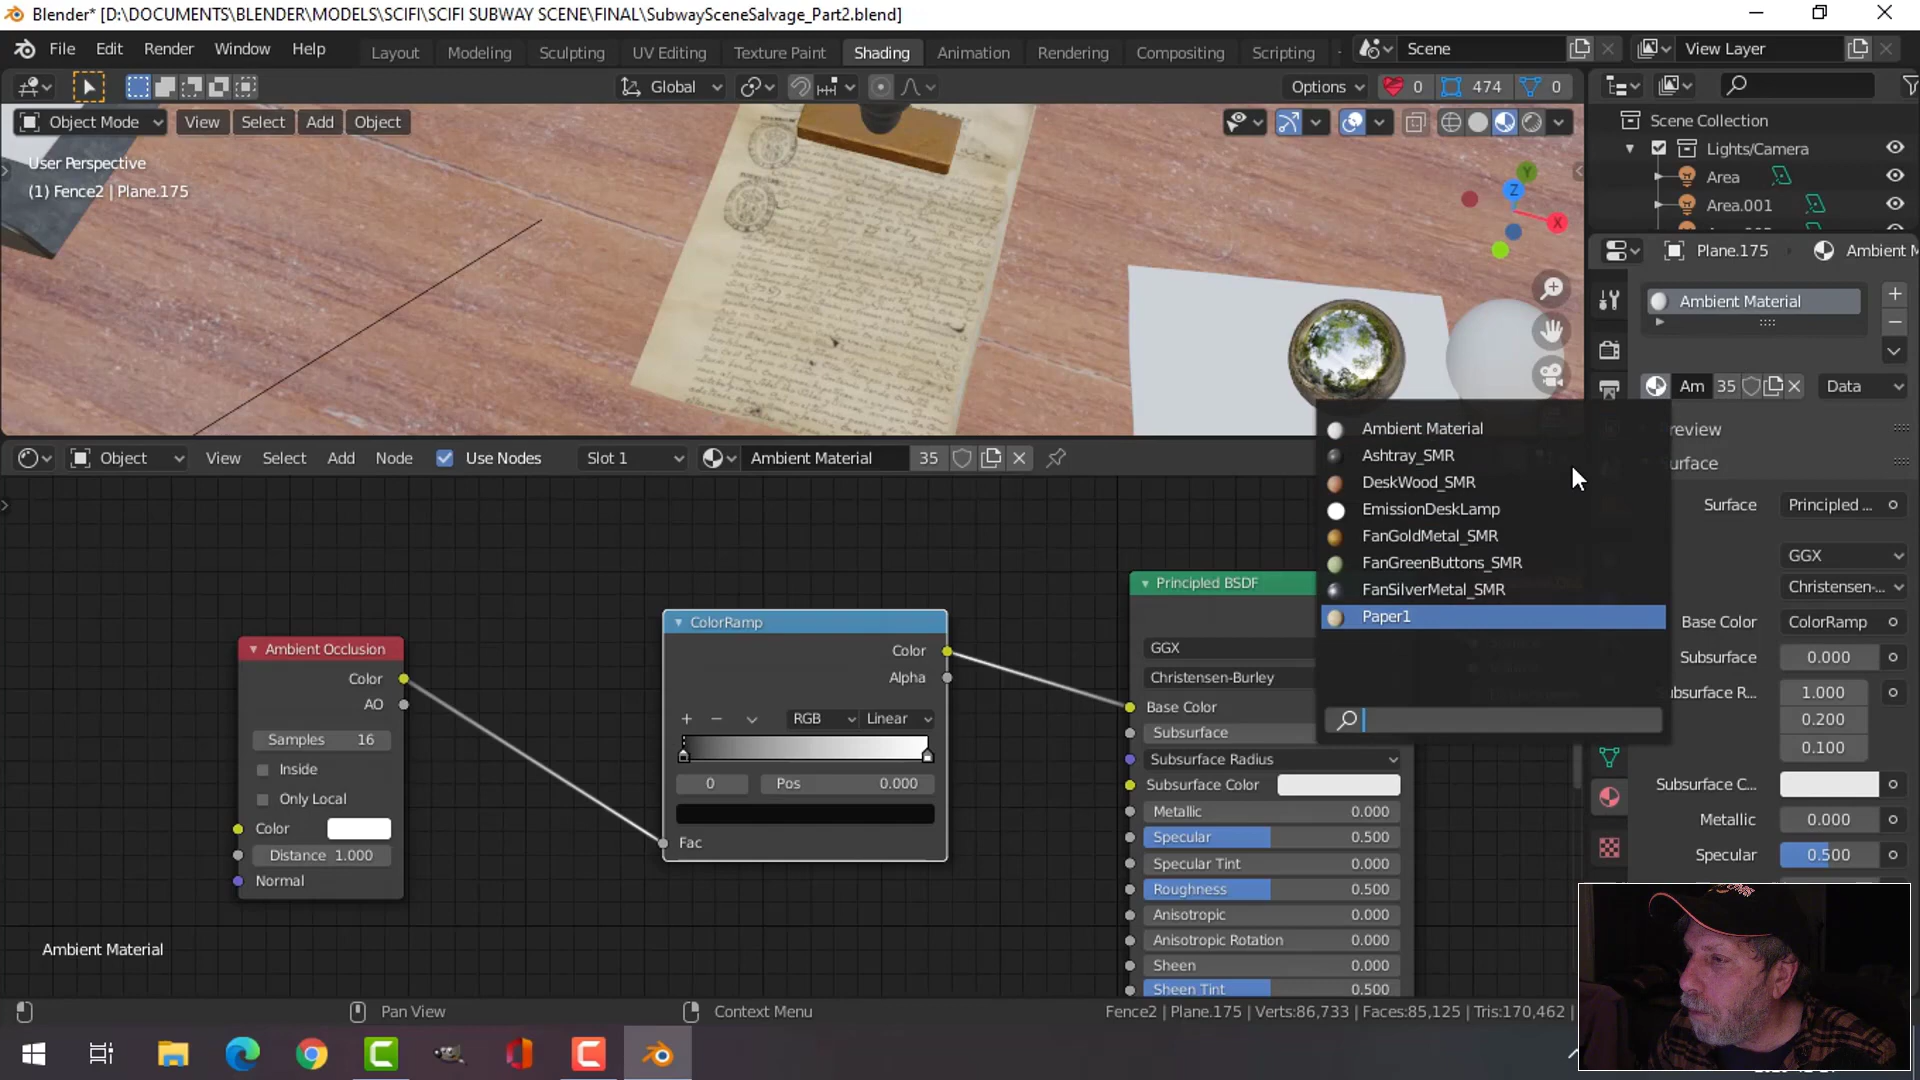 Blender* [D:\DOCUMENTS\BLENDER\MODELS\SCIFI\SCIFI SUBWAY SCENE\FINAL\SubwaySceneSalvage_Part2.blend]
File Edit Render Window Help Layout Modeling Sculpting UV Editing Texture Paint Shading Animation Rendering Compositing Scripting Scene View Layer
Global Options 0 474 0
Object Mode View Select Add Object
User Perspective
(1) Fence2 | Plane.175
Y
Z
X
Scene Collection
Lights/Camera
Area
Area.001
Plane.175 Ambient M
Ambient Material
Am 35 Data
Object View Select Add Node Use Nodes Slot 1 Ambient Material 35
Ambient Material
Ashtray_SMR
DeskWood_SMR
EmissionDeskLamp
FanGoldMetal_SMR
FanGreenButtons_SMR
FanSilverMetal_SMR
Paper1
Ambient Occlusion
Color
AO
Samples 16
Inside
Only Local
Color
Distance 1.000
Normal
ColorRamp
Color
Alpha
RGB Linear
0 Pos 0.000
Fac
Principled BSDF
GGX
Christensen-Burley
Base Color
Subsurface
Subsurface Radius
Subsurface Color
Metallic 0.000
Specular 0.500
Specular Tint 0.000
Roughness 0.500
Anisotropic 0.000
Anisotropic Rotation 0.000
Sheen 0.000
Sheen Tint 0.500
review
urface
Surface Principled ...
GGX
Christensen-...
Base Color ColorRamp
Subsurface 0.000
ubsurface R... 1.000
0.200
0.100
Subsurface C...
Metallic 0.000
Specular 0.500
Ambient Material
Pan View Context Menu Fence2 | Plane.175 | Verts:86,733 | Faces:85,125 | Tris:170,462 |